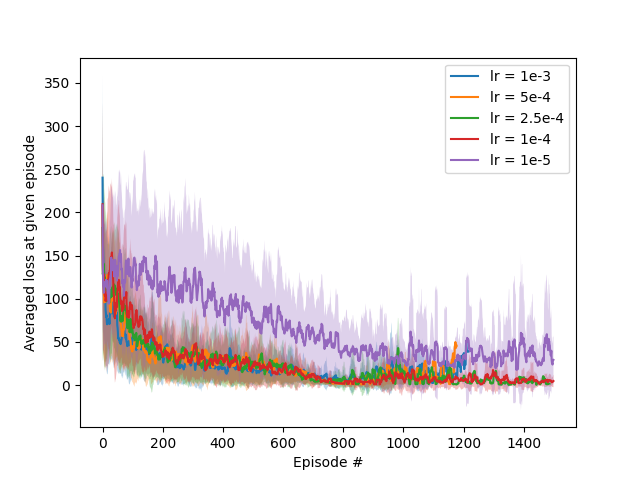 350
300
250
200
150
100
50
0
Averaged loss at given episode
lr = 1e-3
lr = 5e-4
lr = 2.5e-4
lr = 1e-4
lr = 1e-5
0 200 400 600 800 1000 1200 1400
Episode #